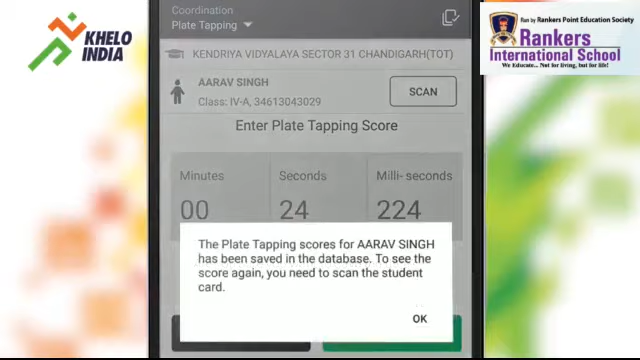 Coordination
Plate Tapping
KHELO
INDIA
Run by Rankers Point Education Society
Rankers
International School
We Educate.. Not for living, but for life!
KENDRIYA VIDYALAYA SECTOR 31 CHANDIGARH(TOT)
AARAV SINGH
Class: IV-A, 34613043029
SCAN
Enter Plate Tapping Score
Minutes
Seconds
Milli- seconds
00
24
224
The Plate Tapping scores for AARAV SINGH
has been saved in the database. To see the
score again, you need to scan the student
card.
OK